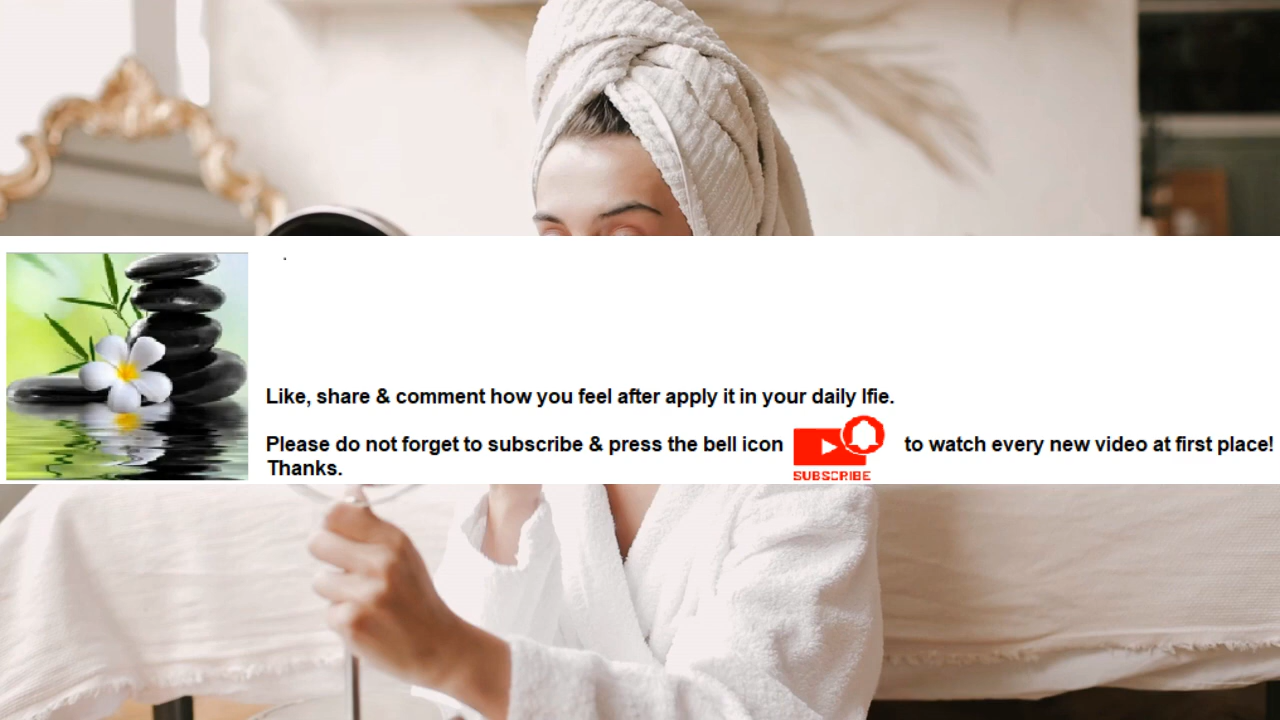 .
Like, share & comment how you feel after apply it in your daily lfie.
Please do not forget to subscribe & press the bell icon SUBSCRIBE to watch every new video at first place!
Thanks.